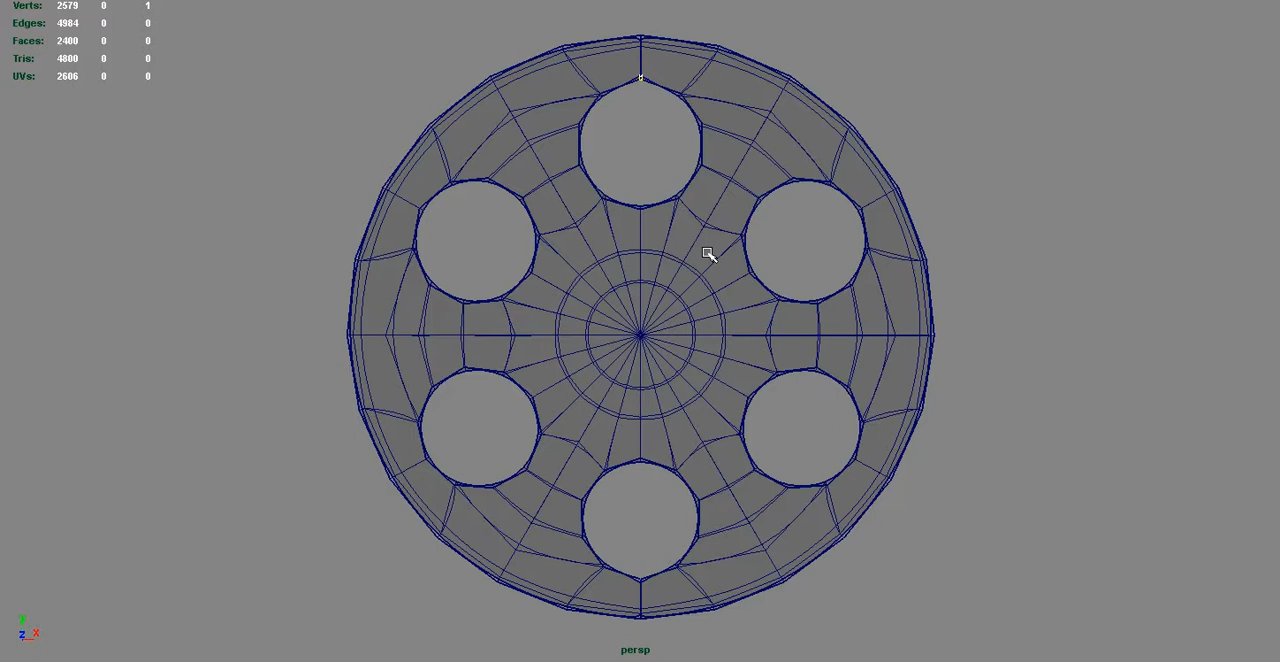 Verts: 2579 0 1
Edges: 4984 0 0
Faces: 2400 0 0
Tris: 4800 0 0
UVs: 2606 0 0
y
z x
persp